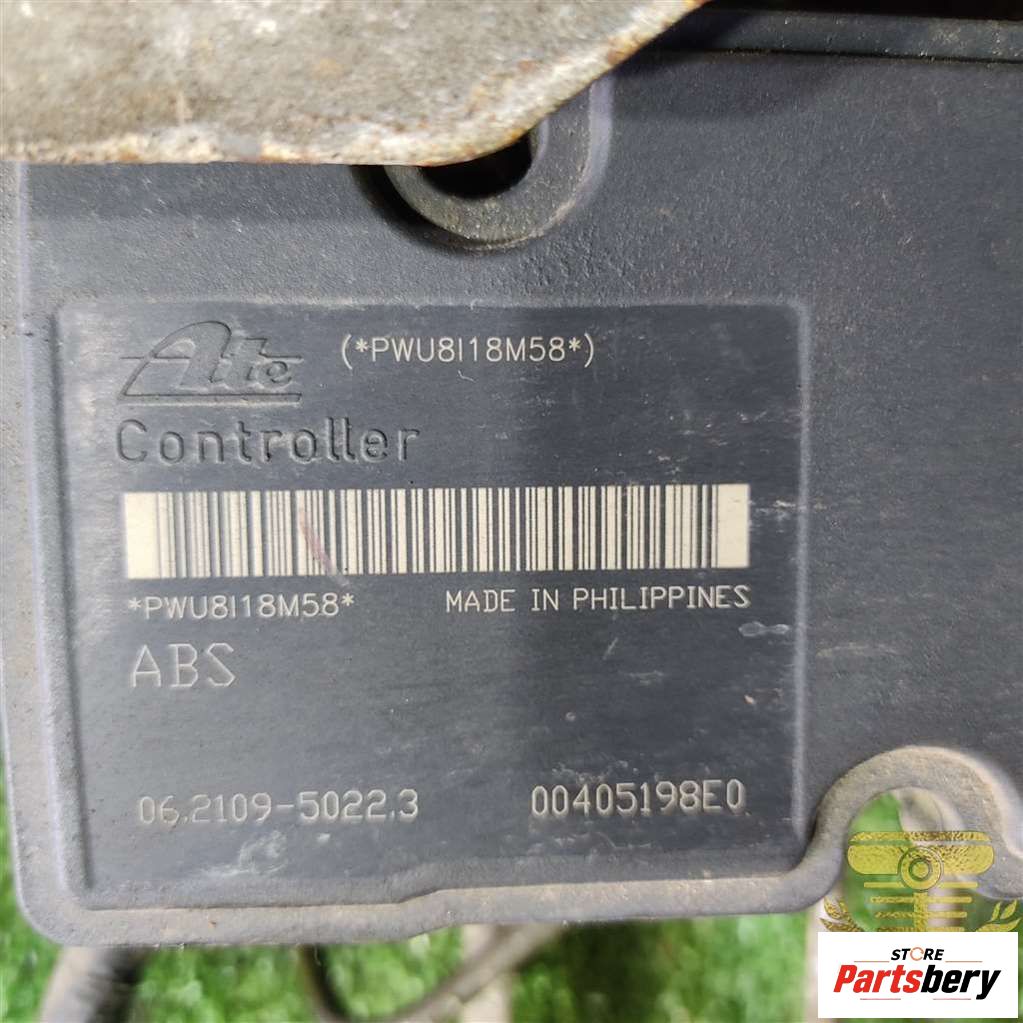 Ate (*PWU8I18M58*)
Controller
*PWU8I18M58* MADE IN PHILIPPINES
ABS
06.2109-5022.3 00405198E0
STORE
Partsbery